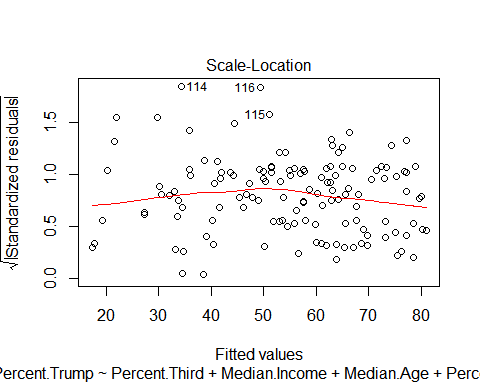 Scale-Location
√|Standardized residuals|
0.0 0.5 1.0 1.5
114
116
115
20 30 40 50 60 70 80
Fitted values
Percent.Trump ~ Percent.Third + Median.Income + Median.Age + Perc